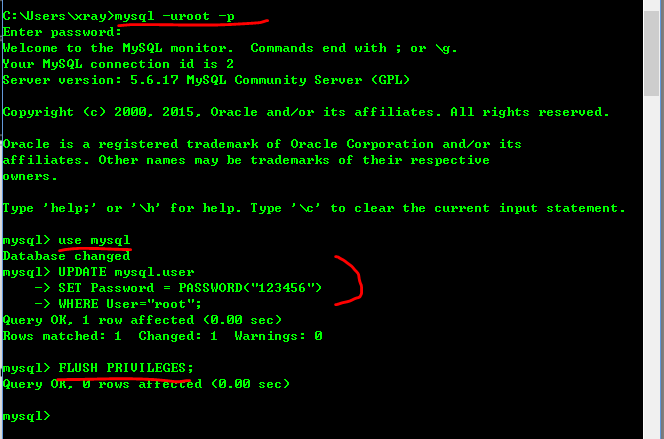 C:\Users\xray>mysql -uroot -p
Enter password:
Welcome to the MySQL monitor.  Commands end with ; or \g.
Your MySQL connection id is 2
Server version: 5.6.17 MySQL Community Server (GPL)
Copyright (c) 2000, 2015, Oracle and/or its affiliates. All rights reserved.
Oracle is a registered trademark of Oracle Corporation and/or its
affiliates. Other names may be trademarks of their respective
owners.
Type 'help;' or '\h' for help. Type '\c' to clear the current input statement.
mysql> use mysql
Database changed
mysql> UPDATE mysql.user
    -> SET Password = PASSWORD("123456")
    -> WHERE User="root";
Query OK, 1 row affected (0.00 sec)
Rows matched: 1  Changed: 1  Warnings: 0
mysql> FLUSH PRIVILEGES;
Query OK, 0 rows affected (0.00 sec)
mysql>